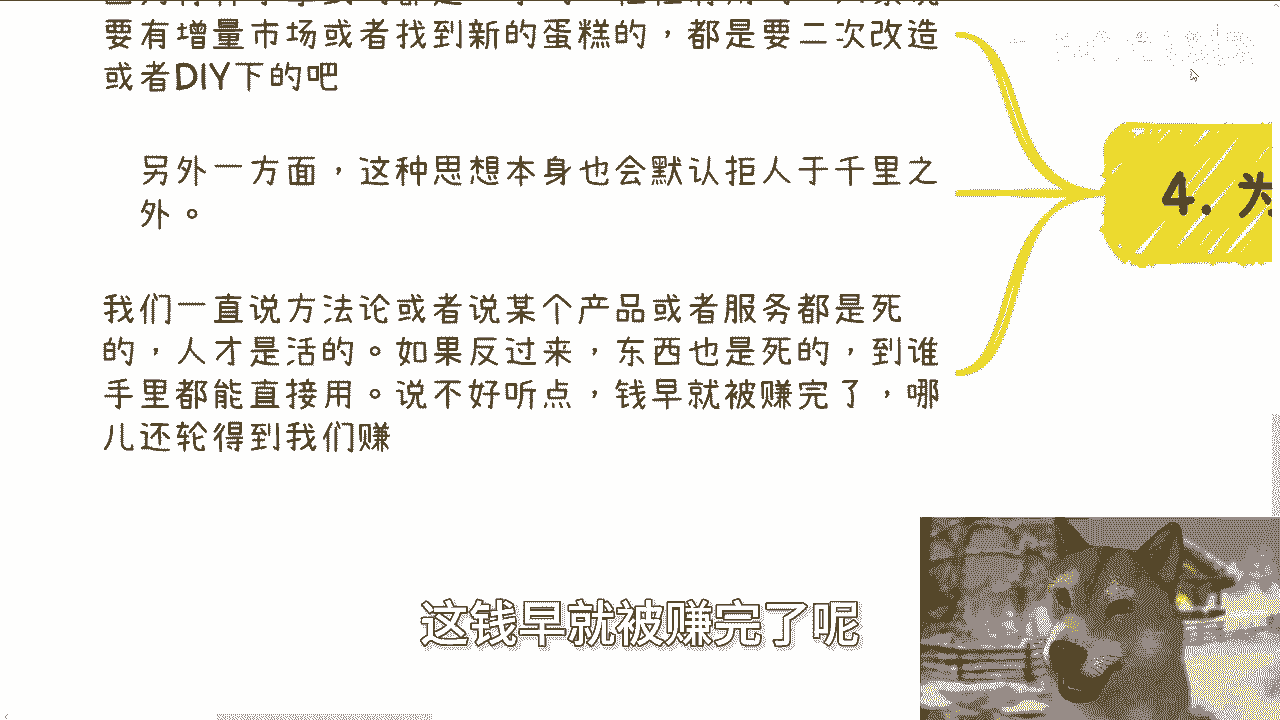 要有增量市场或者找到新的蛋糕的，都是要二次改造
或者DIY下的吧
另外一方面，这种思想本身也会默认拒人于千里之
外。
我们一直说方法论或者说某个产品或者服务都是死
的，人才是活的。如果反过来，东西也是死的，到谁
手里都能直接用。说不好听点，钱早就被赚完了，哪
儿还轮得到我们赚
4. 为
这钱早就被赚完了呢